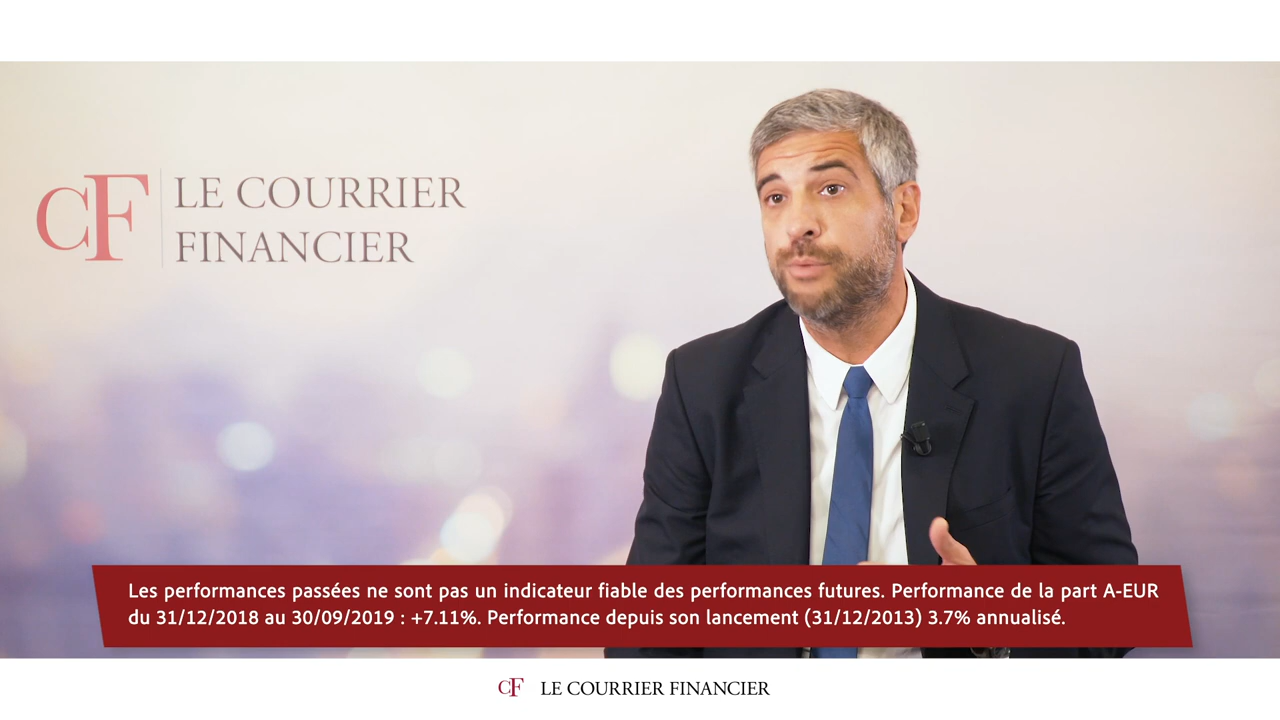 CF LE COURRIER
FINANCIER
Les performances passées ne sont pas un indicateur fiable des performances futures. Performance de la part A-EUR
du 31/12/2018 au 30/09/2019 : +7.11%. Performance depuis son lancement (31/12/2013) 3.7% annualisé.
CF LE COURRIER FINANCIER